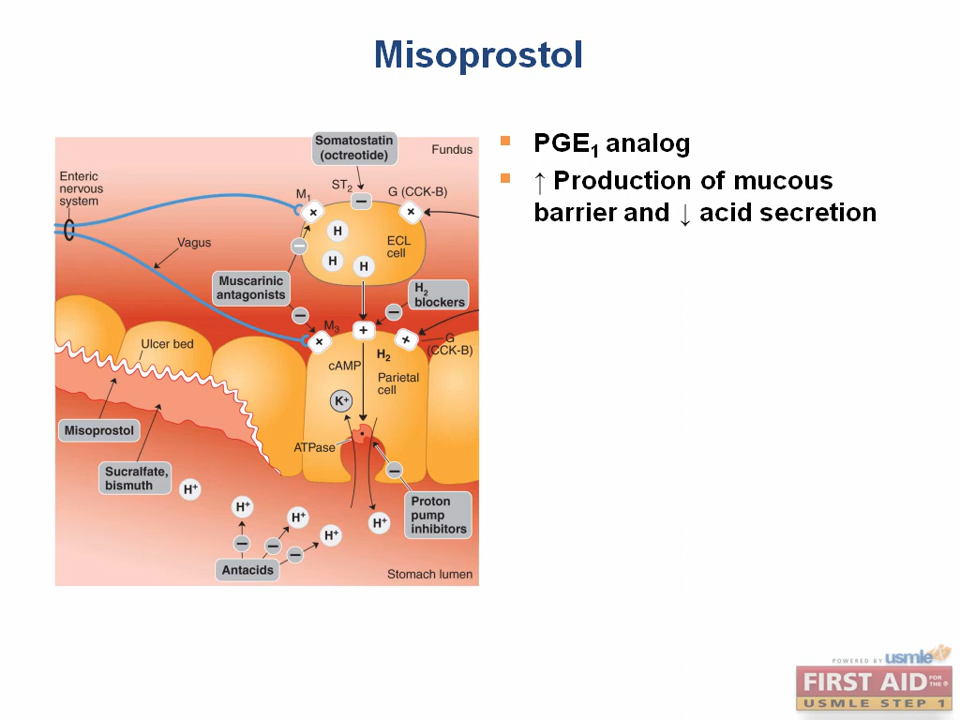 Misoprostol
PGE1 analog
↑ Production of mucous
barrier and ↓ acid secretion
Somatostatin
(octreotide)
Fundus
Enteric
nervous
system
ST2
M1
G (CCK-B)
H
H
H
ECL
cell
Vagus
Muscarinic
antagonists
H2
blockers
M3
G
(CCK-B)
H2
cAMP
Parietal
cell
Ulcer bed
K+
Misoprostol
ATPase
Sucralfate,
bismuth
H+
H+
H+
H+
H+
Proton
pump
inhibitors
Antacids
Stomach lumen
POWERED BY usmle
FIRST AID FOR THE ®
USMLE STEP 1